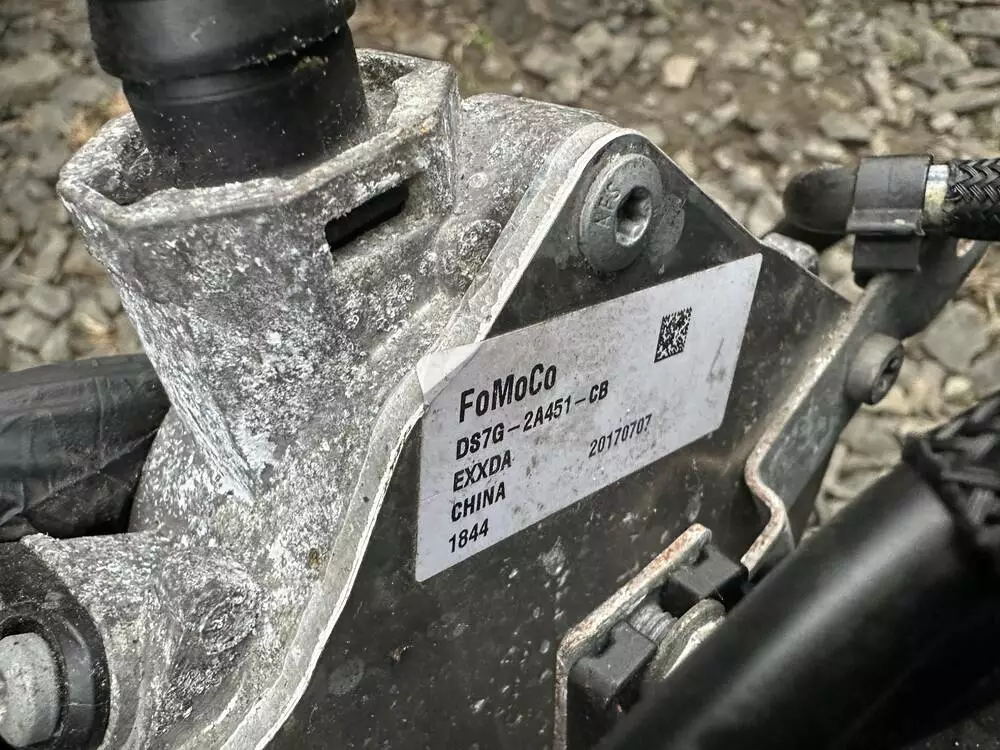 FoMoCo
DS7G-2A451-CB
EXXDA 20170707
CHINA
1844